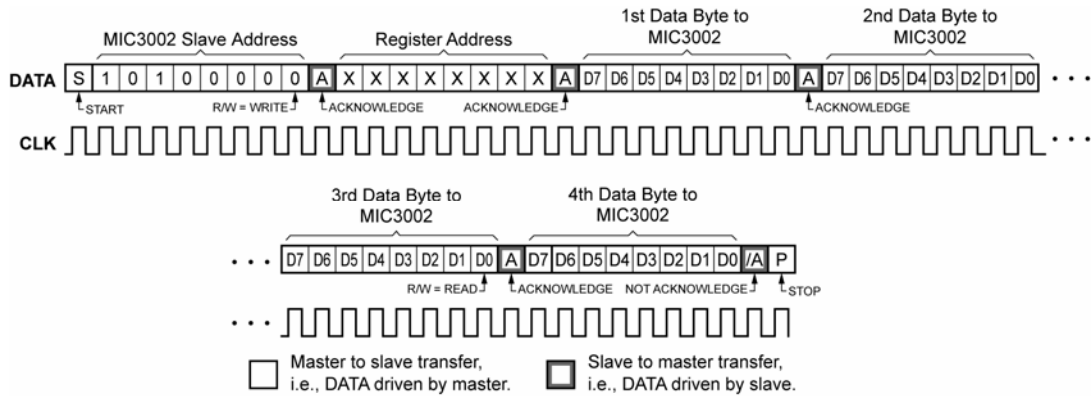 1st Data Byte to
MIC3002
2nd Data Byte to
MIC3002
MIC3002 Slave Address
Register Address
DATA S 1 0 1 0 0 0 0 0 A X X X X X X X X A D7 D6 D5 D4 D3 D2 D1 D0 A D7 D6 D5 D4 D3 D2 D1 D0 • • •
START
R/W = WRITE
ACKNOWLEDGE
ACKNOWLEDGE
ACKNOWLEDGE
CLK • • •
3rd Data Byte to
MIC3002
4th Data Byte to
MIC3002
• • • D7 D6 D5 D4 D3 D2 D1 D0 A D7 D6 D5 D4 D3 D2 D1 D0 /A P
R/W = READ
ACKNOWLEDGE
NOT ACKNOWLEDGE
STOP
• • •
Master to slave transfer,
i.e., DATA driven by master.
Slave to master transfer,
i.e., DATA driven by slave.